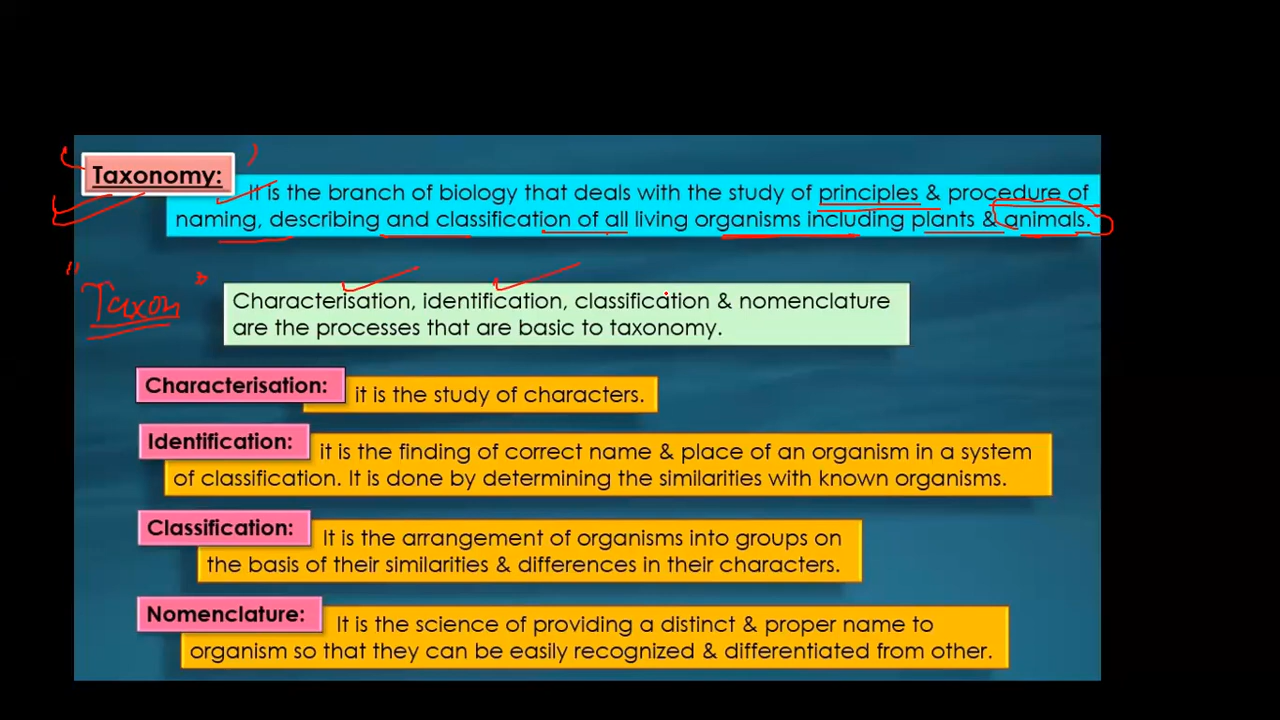 Taxonomy:
It is the branch of biology that deals with the study of principles & procedure of
naming, describing and classification of all living organisms including plants & animals.
"Taxon"
Characterisation, identification, classification & nomenclature
are the processes that are basic to taxonomy.
Characterisation:
it is the study of characters.
Identification:
it is the finding of correct name & place of an organism in a system
of classification. It is done by determining the similarities with known organisms.
Classification:
It is the arrangement of organisms into groups on
the basis of their similarities & differences in their characters.
Nomenclature:
It is the science of providing a distinct & proper name to
organism so that they can be easily recognized & differentiated from other.